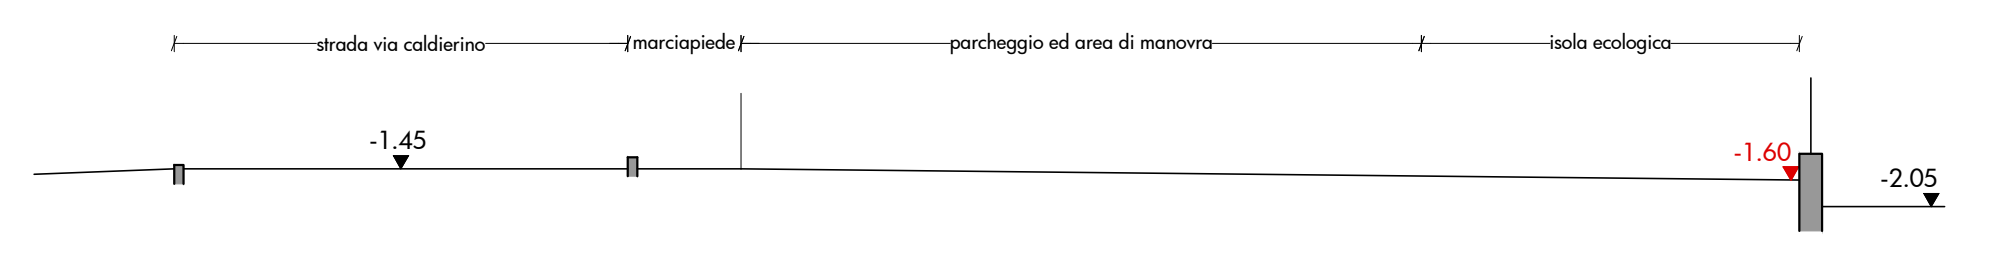 strada via caldierino marciapiede parcheggio ed area di manovra isola ecologica
-1.45
-1.60
-2.05